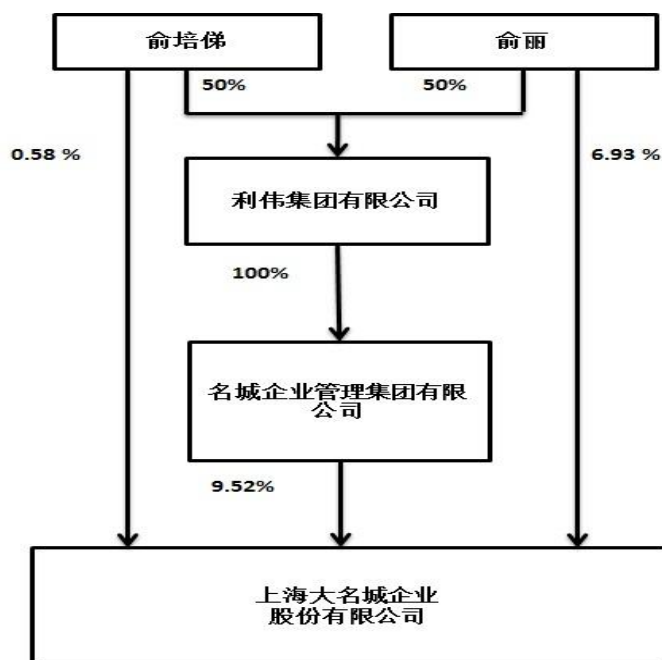 俞培俤
俞丽
50%
50%
0.58 %
6.93 %
利伟集团有限公司
100%
名城企业管理集团有限
公司
9.52%
上海大名城企业
股份有限公司